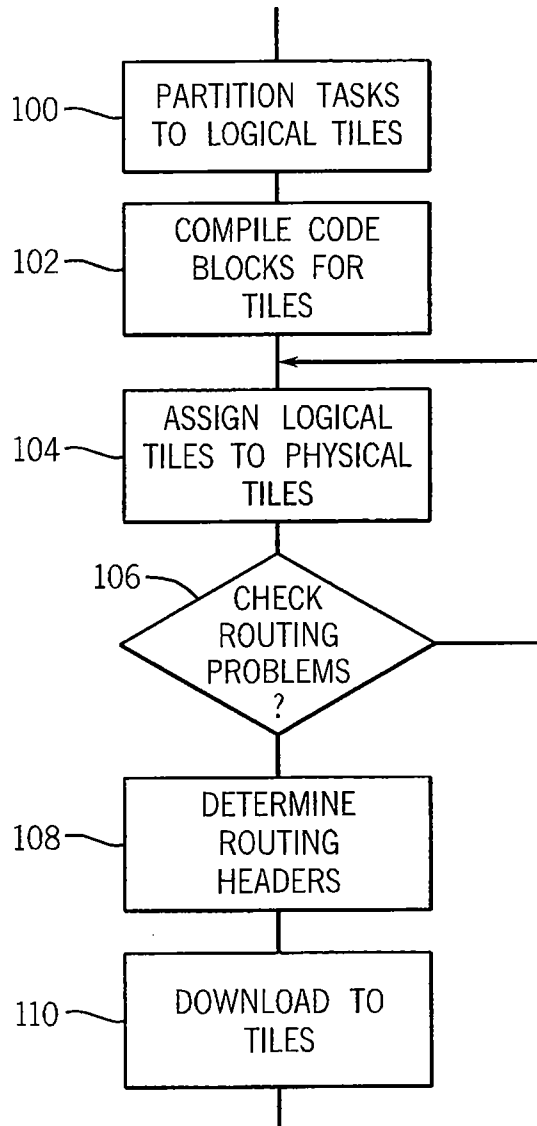 100
PARTITION TASKS
TO LOGICAL TILES
102
COMPILE CODE
BLOCKS FOR
TILES
104
ASSIGN LOGICAL
TILES TO PHYSICAL
TILES
106
CHECK
ROUTING
PROBLEMS
?
108
DETERMINE
ROUTING
HEADERS
110
DOWNLOAD TO
TILES